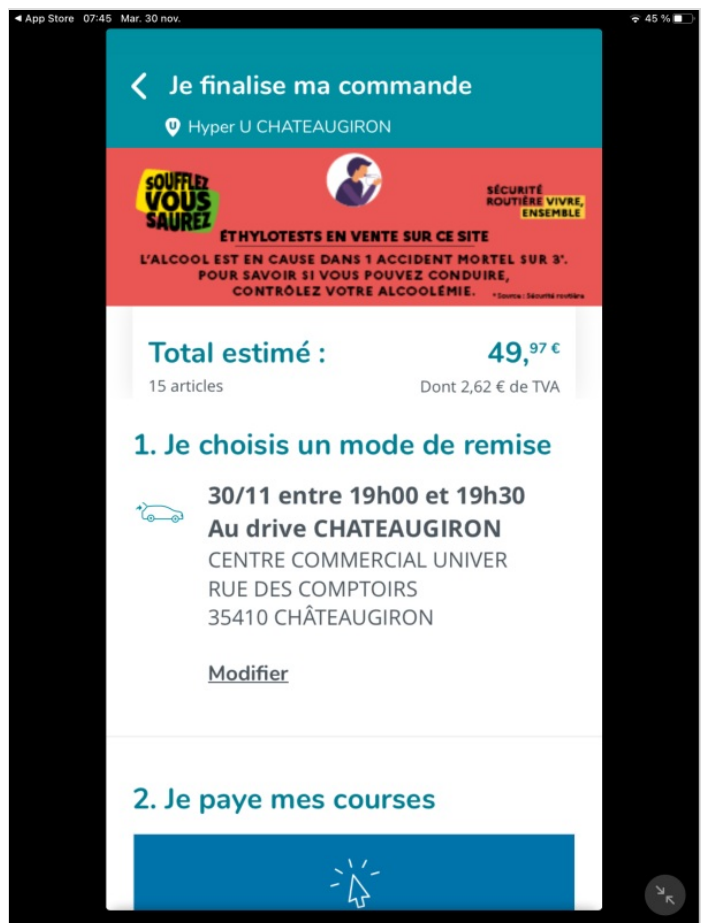 ◀ App Store 07:45 Mar. 30 nov. 45 %
Je finalise ma commande
U Hyper U CHATEAUGIRON
SOUFFLEZ
VOUS
SAUREZ
SÉCURITÉ
ROUTIÈRE VIVRE,
ENSEMBLE
ÉTHYLOTESTS EN VENTE SUR CE SITE
L'ALCOOL EST EN CAUSE DANS 1 ACCIDENT MORTEL SUR 3*.
POUR SAVOIR SI VOUS POUVEZ CONDUIRE,
CONTRÔLEZ VOTRE ALCOOLÉMIE.
* Source : Sécurité routière
Total estimé : 49,97 €
15 articles Dont 2,62 € de TVA
1. Je choisis un mode de remise
30/11 entre 19h00 et 19h30
Au drive CHATEAUGIRON
CENTRE COMMERCIAL UNIVER
RUE DES COMPTOIRS
35410 CHÂTEAUGIRON
Modifier
2. Je paye mes courses